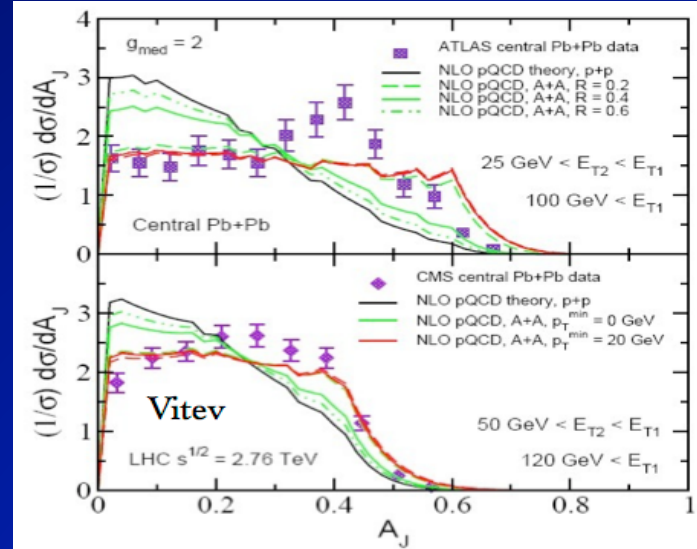 g_med = 2
ATLAS central Pb+Pb data
NLO pQCD theory, p+p
NLO pQCD, A+A, R = 0.2
NLO pQCD, A+A, R = 0.4
NLO pQCD, A+A, R = 0.6
25 GeV < E_T2 < E_T1
100 GeV < E_T1
Central Pb+Pb
(1/σ) dσ/dA_J
4
3
2
1
0
CMS central Pb+Pb data
NLO pQCD theory, p+p
NLO pQCD, A+A, p_T^min = 0 GeV
NLO pQCD, A+A, p_T^min = 20 GeV
Vitev
50 GeV < E_T2 < E_T1
LHC s^1/2 = 2.76 TeV
120 GeV < E_T1
(1/σ) dσ/dA_J
3
2
1
0
0 0.2 0.4 0.6 0.8 1
A_J